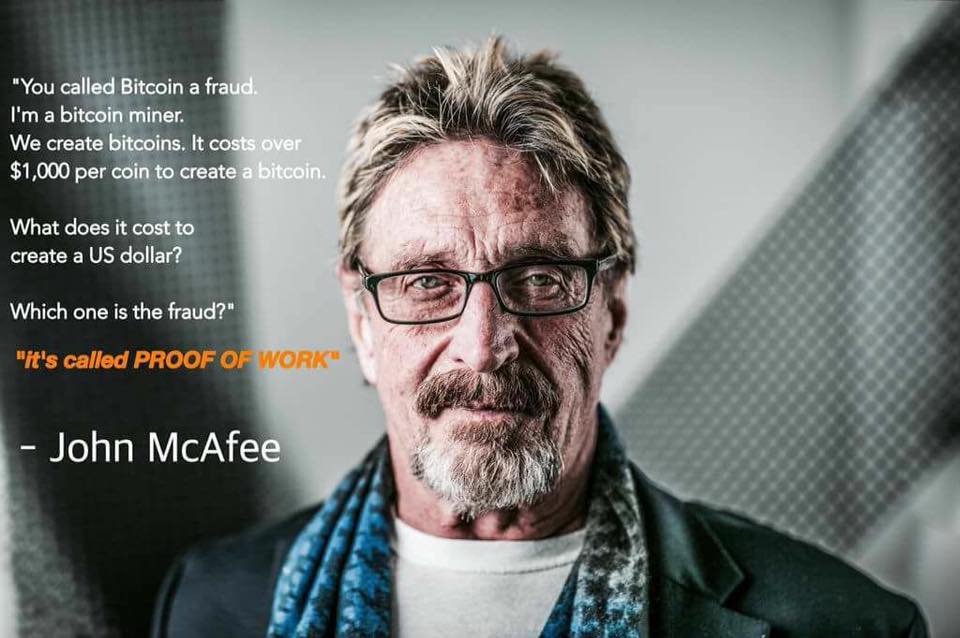 "You called Bitcoin a fraud.
I'm a bitcoin miner.
We create bitcoins. It costs over
$1,000 per coin to create a bitcoin.
What does it cost to
create a US dollar?
Which one is the fraud?"
"it's called PROOF OF WORK"
- John McAfee